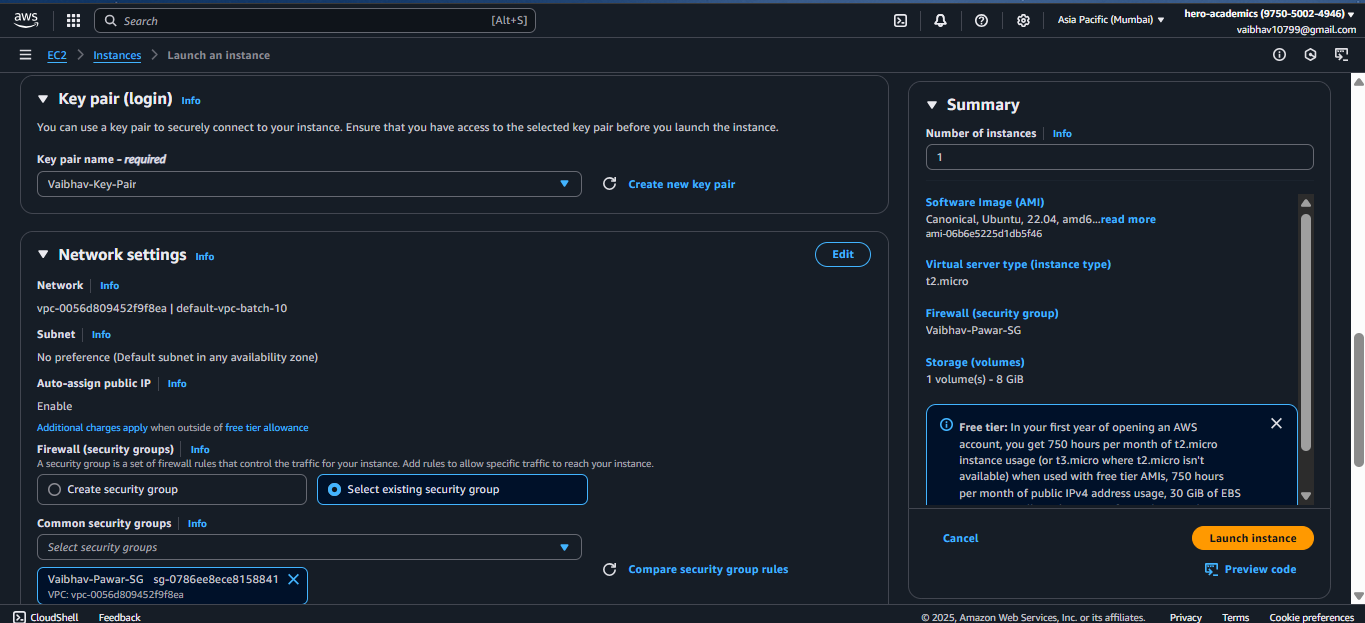 aws
Search [Alt+S]
Asia Pacific (Mumbai)
hero-academics (9750-5002-4946)
vaibhav10799@gmail.com
EC2 > Instances > Launch an instance
Key pair (login) Info
You can use a key pair to securely connect to your instance. Ensure that you have access to the selected key pair before you launch the instance.
Key pair name - required
Vaibhav-Key-Pair
Create new key pair
Network settings Info
Edit
Network Info
vpc-0056d809452f9f8ea | default-vpc-batch-10
Subnet Info
No preference (Default subnet in any availability zone)
Auto-assign public IP Info
Enable
Additional charges apply when outside of free tier allowance
Firewall (security groups) Info
A security group is a set of firewall rules that control the traffic for your instance. Add rules to allow specific traffic to reach your instance.
Create security group
Select existing security group
Common security groups Info
Select security groups
Vaibhav-Pawar-SG sg-0786ee8ece8158841
VPC: vpc-0056d809452f9f8ea
Compare security group rules
Summary
Number of instances Info
1
Software Image (AMI)
Canonical, Ubuntu, 22.04, amd6...read more
ami-06b6e5225d1db5f46
Virtual server type (instance type)
t2.micro
Firewall (security group)
Vaibhav-Pawar-SG
Storage (volumes)
1 volume(s) - 8 GiB
Free tier: In your first year of opening an AWS
account, you get 750 hours per month of t2.micro
instance usage (or t3.micro where t2.micro isn't
available) when used with free tier AMIs, 750 hours
per month of public IPv4 address usage, 30 GiB of EBS
Cancel
Launch instance
Preview code
CloudShell
Feedback
© 2025, Amazon Web Services, Inc. or its affiliates.
Privacy
Terms
Cookie preferences